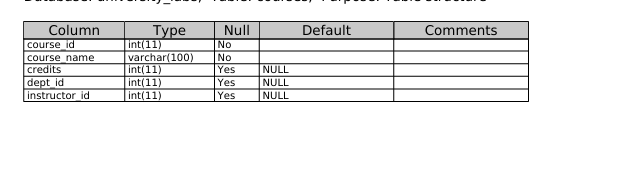 Database: university_labs, Table: courses, Purpose: Table structure
Column Type Null Default Comments
course_id int(11) No
course_name varchar(100) No
credits int(11) Yes NULL
dept_id int(11) Yes NULL
instructor_id int(11) Yes NULL